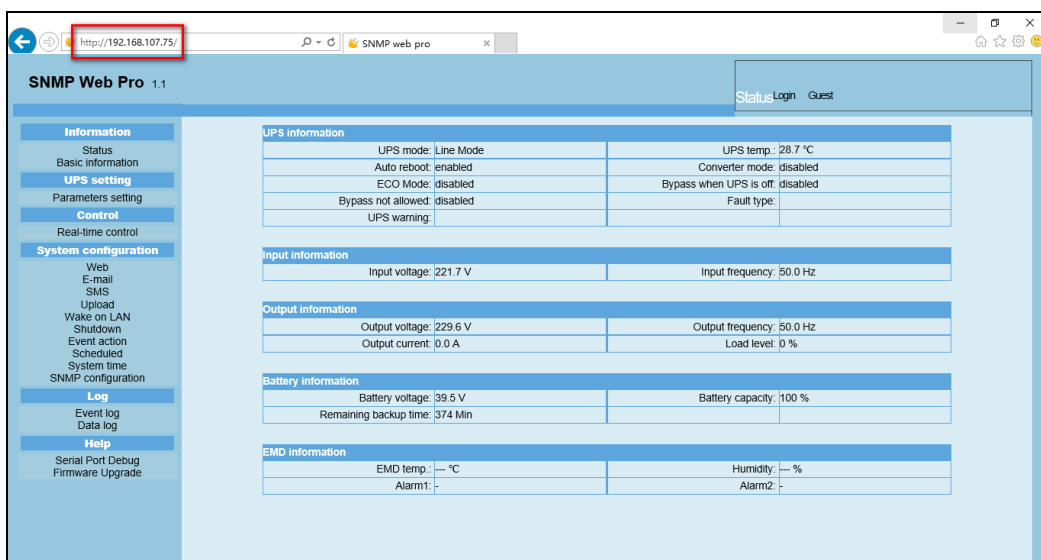 http://192.168.107.75/
SNMP web pro
SNMP Web Pro 1.1
Status Login Guest
Information
Status
Basic information
UPS setting
Parameters setting
Control
Real-time control
System configuration
Web
E-mail
SMS
Upload
Wake on LAN
Shutdown
Event action
Scheduled
System time
SNMP configuration
Log
Event log
Data log
Help
Serial Port Debug
Firmware Upgrade
UPS information
UPS mode: Line Mode UPS temp.: 28.7 °C
Auto reboot: enabled Converter mode: disabled
ECO Mode: disabled Bypass when UPS is off: disabled
Bypass not allowed: disabled Fault type:
UPS warning:
Input information
Input voltage: 221.7 V Input frequency: 50.0 Hz
Output information
Output voltage: 229.6 V Output frequency: 50.0 Hz
Output current: 0.0 A Load level: 0 %
Battery information
Battery voltage: 39.5 V Battery capacity: 100 %
Remaining backup time: 374 Min
EMD information
EMD temp.: --- °C Humidity: --- %
Alarm1: - Alarm2: -